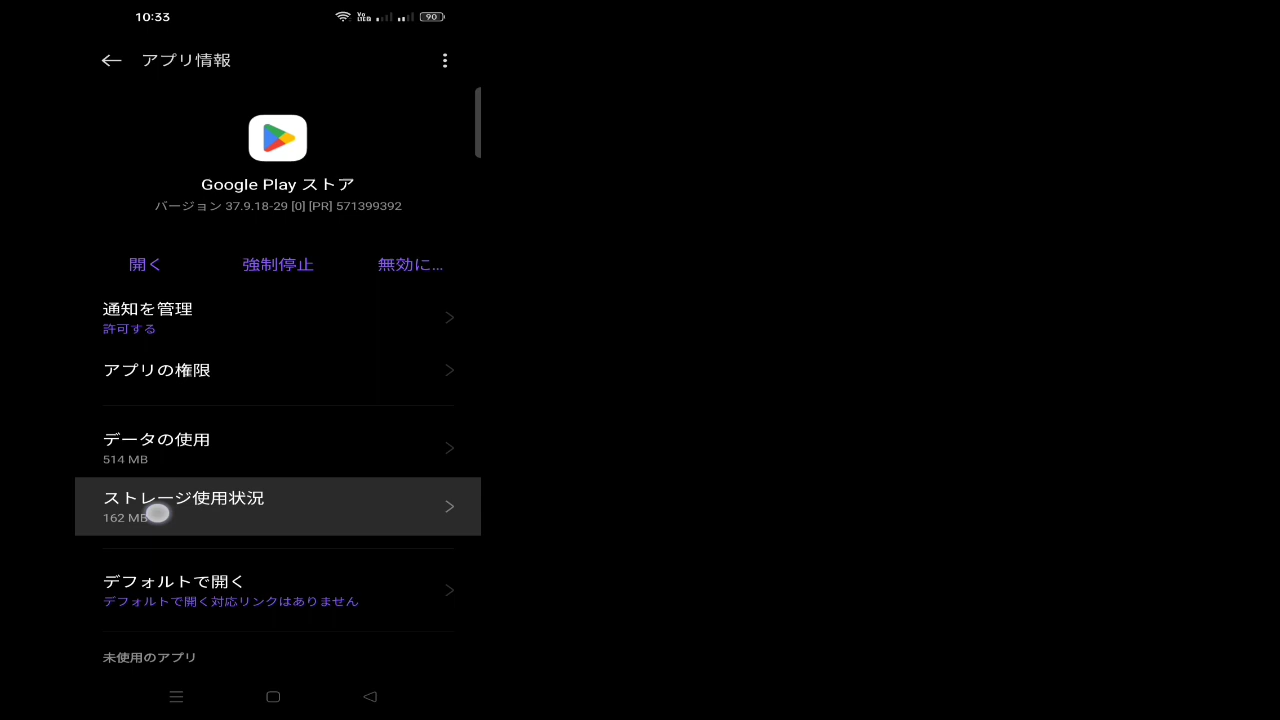 10:33
Vo LTE 90
アプリ情報
Google Play ストア
バージョン 37.9.18-29 [0] [PR] 571399392
開く 強制停止 無効に...
通知を管理
許可する
アプリの権限
データの使用
514 MB
ストレージ使用状況
162 MB
デフォルトで開く
デフォルトで開く対応リンクはありません
未使用のアプリ